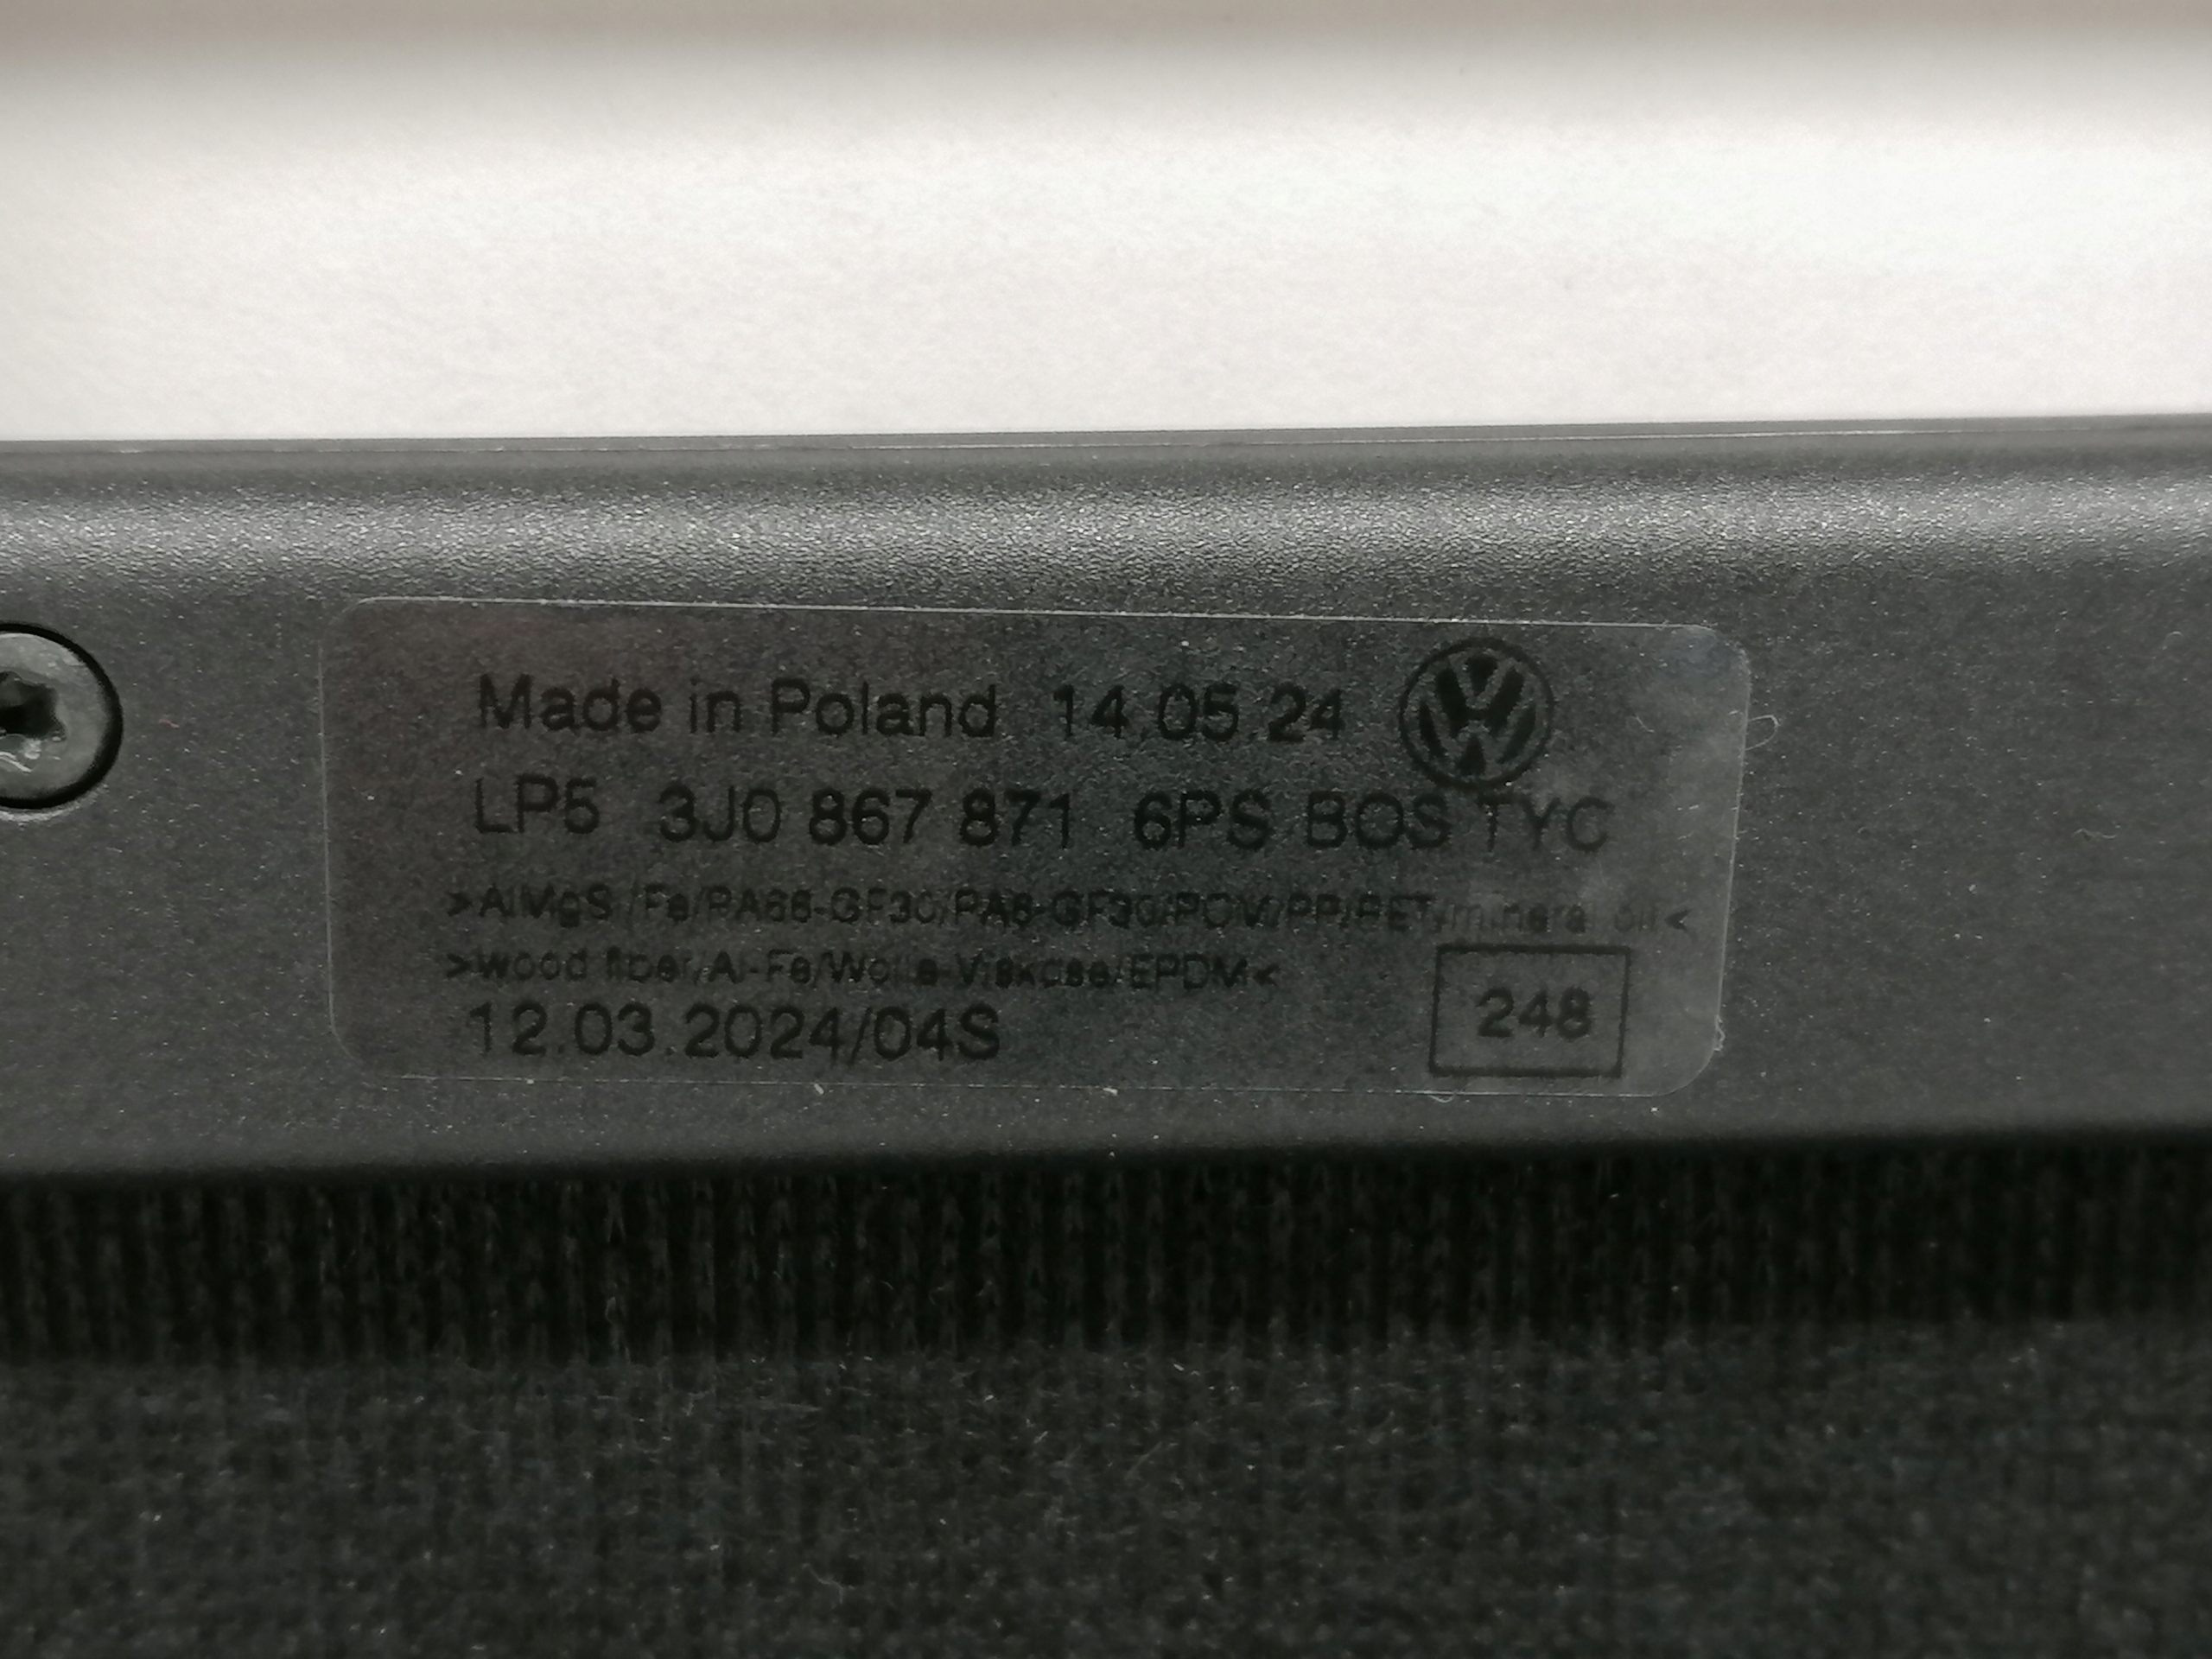 Made in Poland 14.05.24
LP5 3J0 867 871 6PS BOS TYC
>AlMgSi/Fe/PA66-GF30/PA6-GF30/POM/PP/PET/mineral oil<
>wood fiber/Al-Fe/Wolle-Viskose/EPDM<
12.03.2024/04S
248